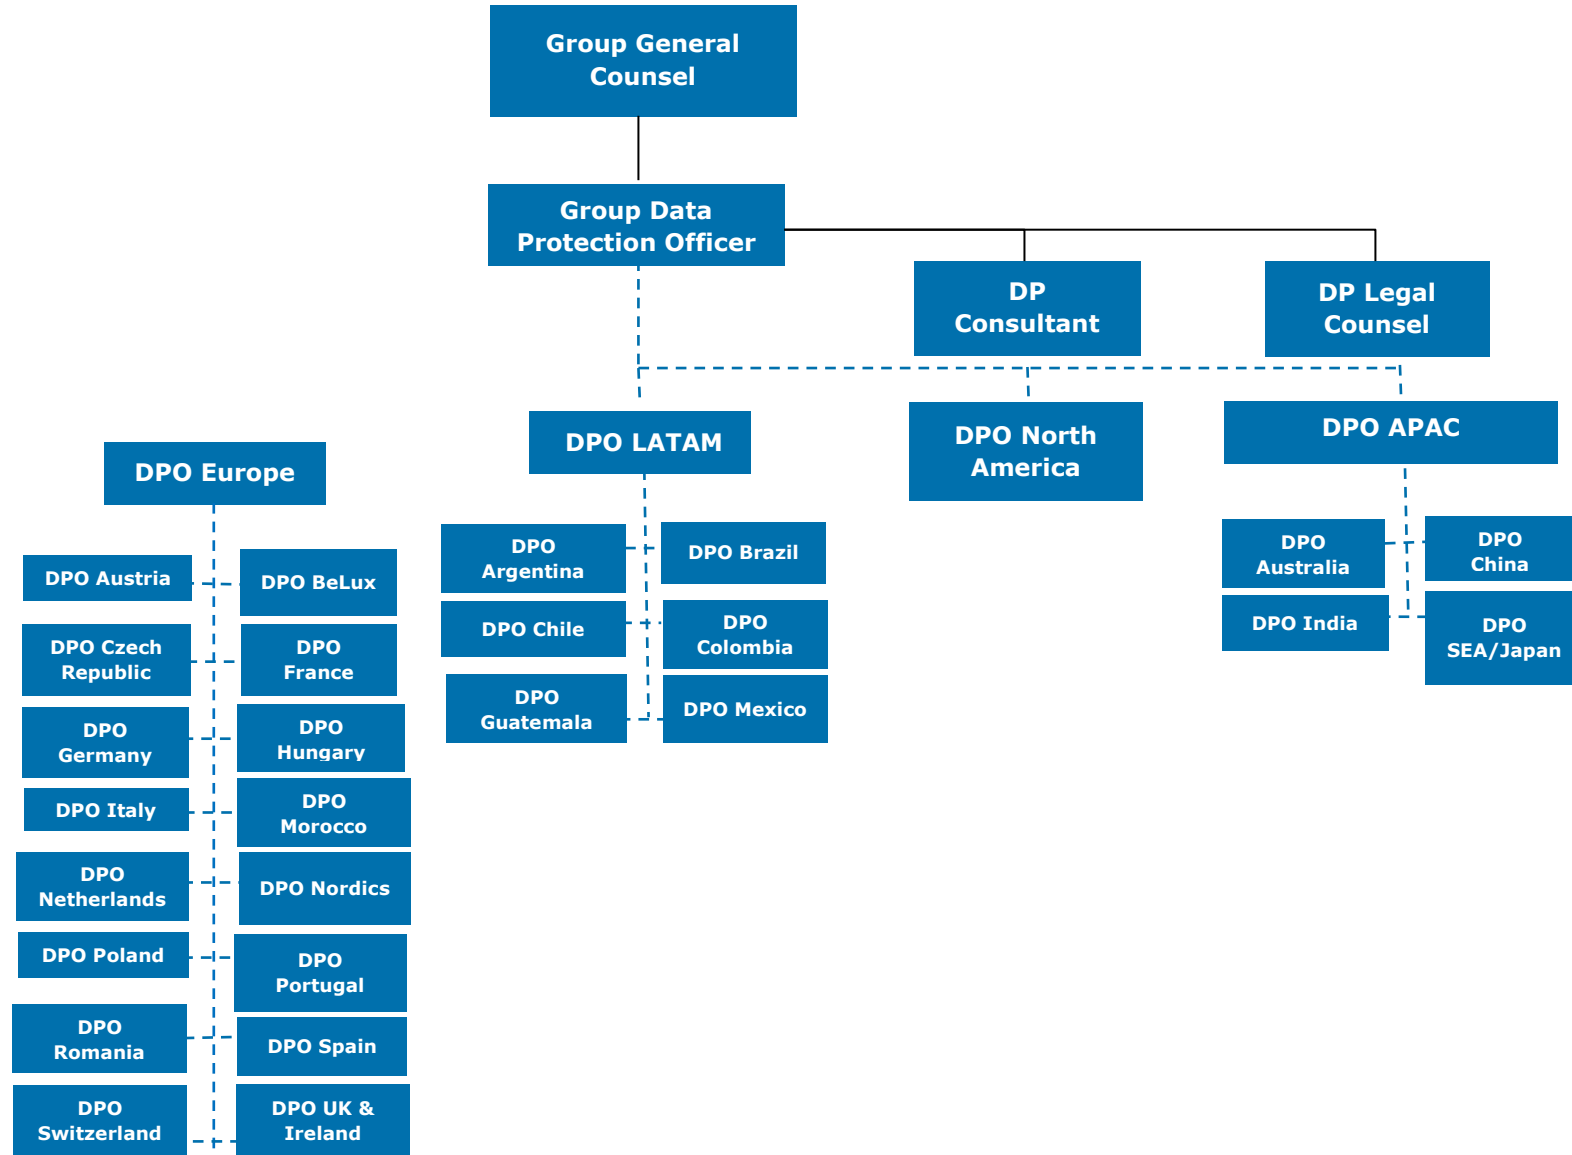 Group General
Counsel
Group Data
Protection Officer
DP
Consultant
DP Legal
Counsel
DPO LATAM
DPO North
America
DPO APAC
DPO Europe
DPO Austria
DPO BeLux
DPO Czech
Republic
DPO
France
DPO
Germany
DPO
Hungary
DPO Italy
DPO
Morocco
DPO
Netherlands
DPO Nordics
DPO Poland
DPO
Portugal
DPO
Romania
DPO Spain
DPO
Switzerland
DPO UK &
Ireland
DPO
Argentina
DPO Brazil
DPO Chile
DPO
Colombia
DPO
Guatemala
DPO Mexico
DPO
Australia
DPO
China
DPO India
DPO
SEA/Japan